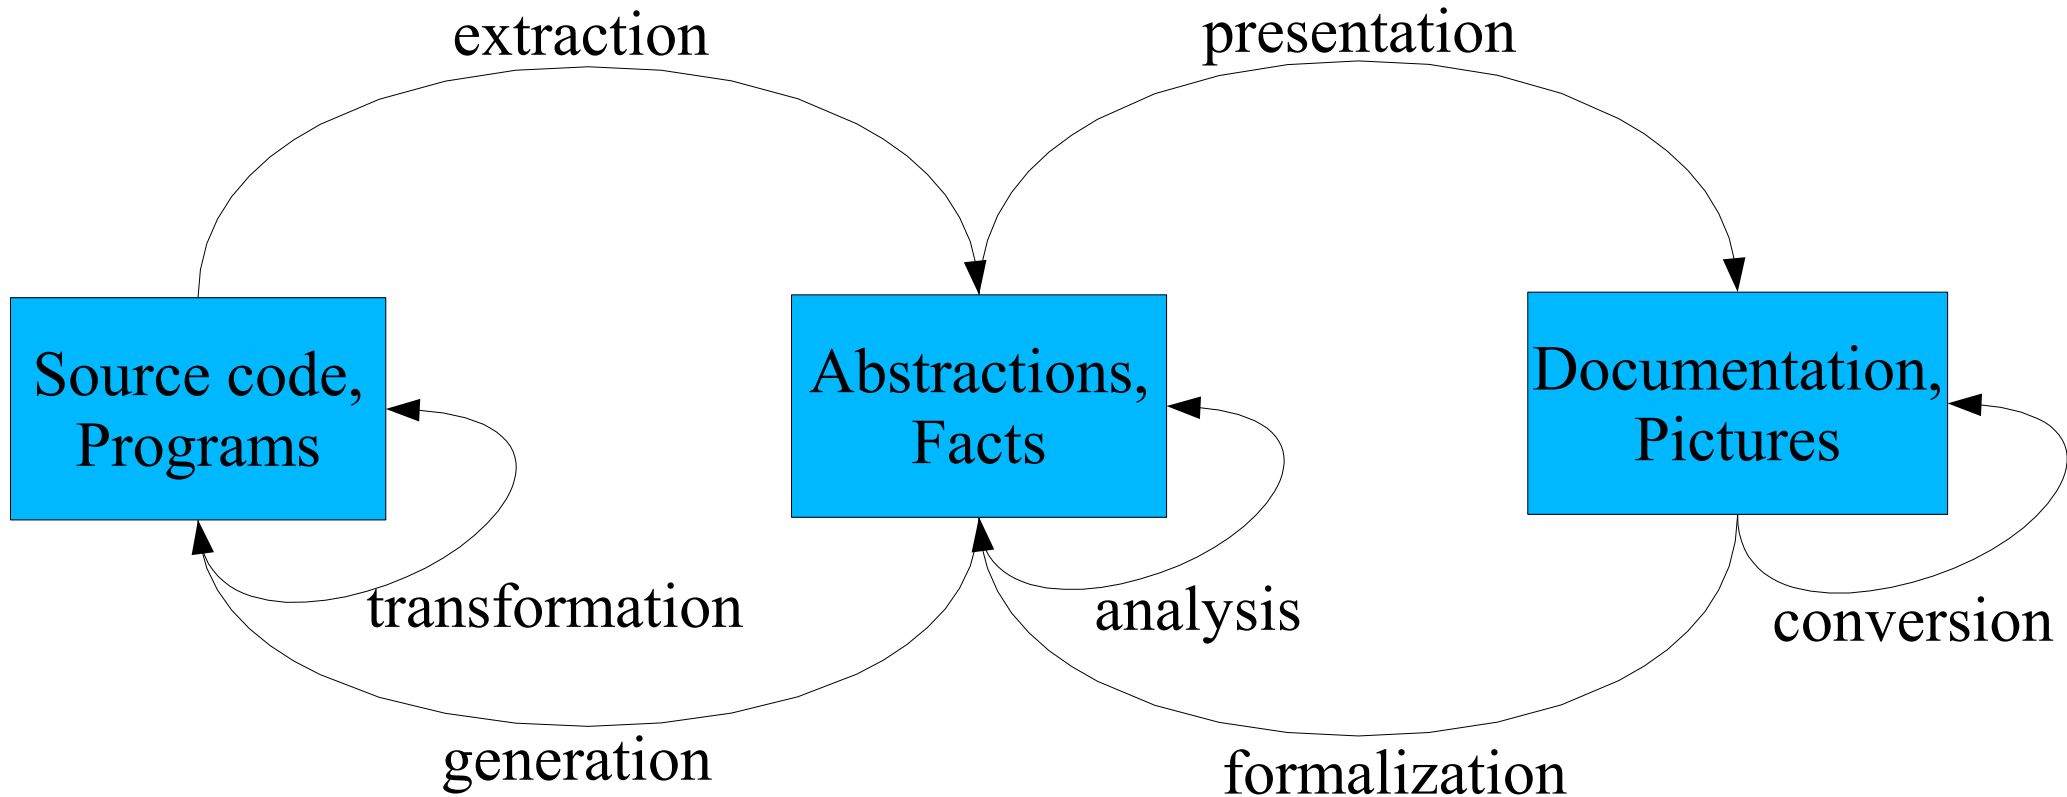 extraction
presentation
Source code,
Programs
Abstractions,
Facts
Documentation,
Pictures
transformation
analysis
conversion
generation
formalization